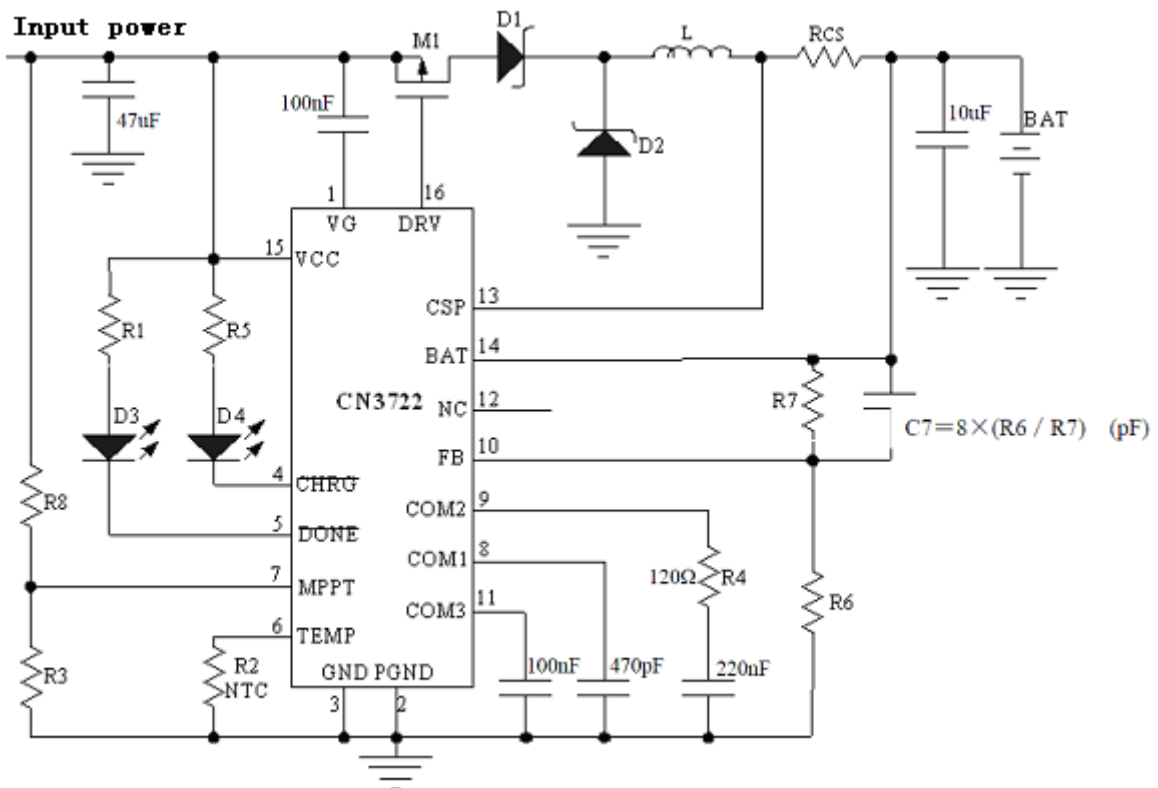 Input power
D1
M1
L
RCS
47uF
100nF
D2
10uF
BAT
1
16
VG
DRV
15
VCC
13
CSP
R1
R5
14
BAT
R7
CN3722
12
NC
D3
D4
C7=8×(R6 / R7) (pF)
10
FB
4
CHRG
R8
9
COM2
5
DONE
8
COM1
120Ω
R4
7
MPPT
11
COM3
R6
6
TEMP
R3
R2
NTC
GND
PGND
100nF
470pF
220nF
3
2